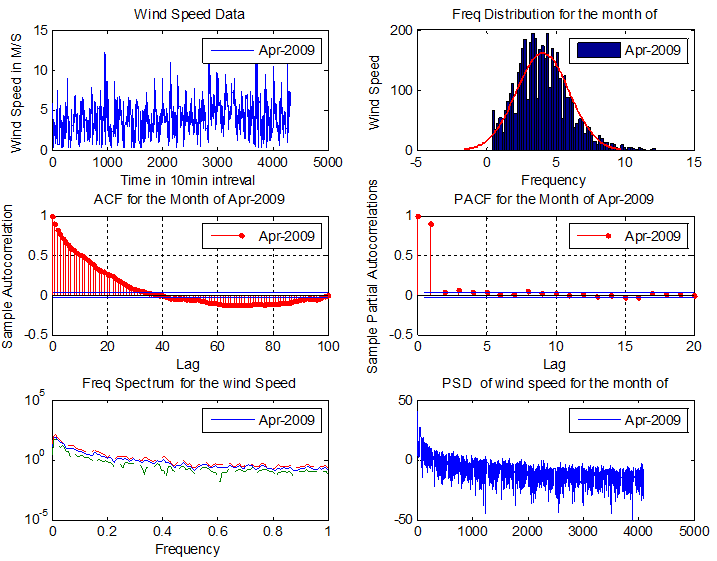 Wind Speed Data
Wind Speed in M/S
15
10
5
0
Apr-2009
0 1000 2000 3000 4000 5000
Time in 10min intreval
Freq Distribution for the month of
Wind Speed
200
100
0
Apr-2009
-5 0 5 10 15
Frequency
ACF for the Month of Apr-2009
Sample Autocorrelation
1
0.5
0
-0.5
Apr-2009
0 20 40 60 80 100
Lag
PACF for the Month of Apr-2009
Sample Partial Autocorrelations
1
0.5
0
-0.5
Apr-2009
0 5 10 15 20
Lag
Freq Spectrum for the wind Speed
10^5
10^0
10^-5
Apr-2009
0 0.2 0.4 0.6 0.8 1
Frequency
PSD of wind speed for the month of
50
0
-50
Apr-2009
0 1000 2000 3000 4000 5000